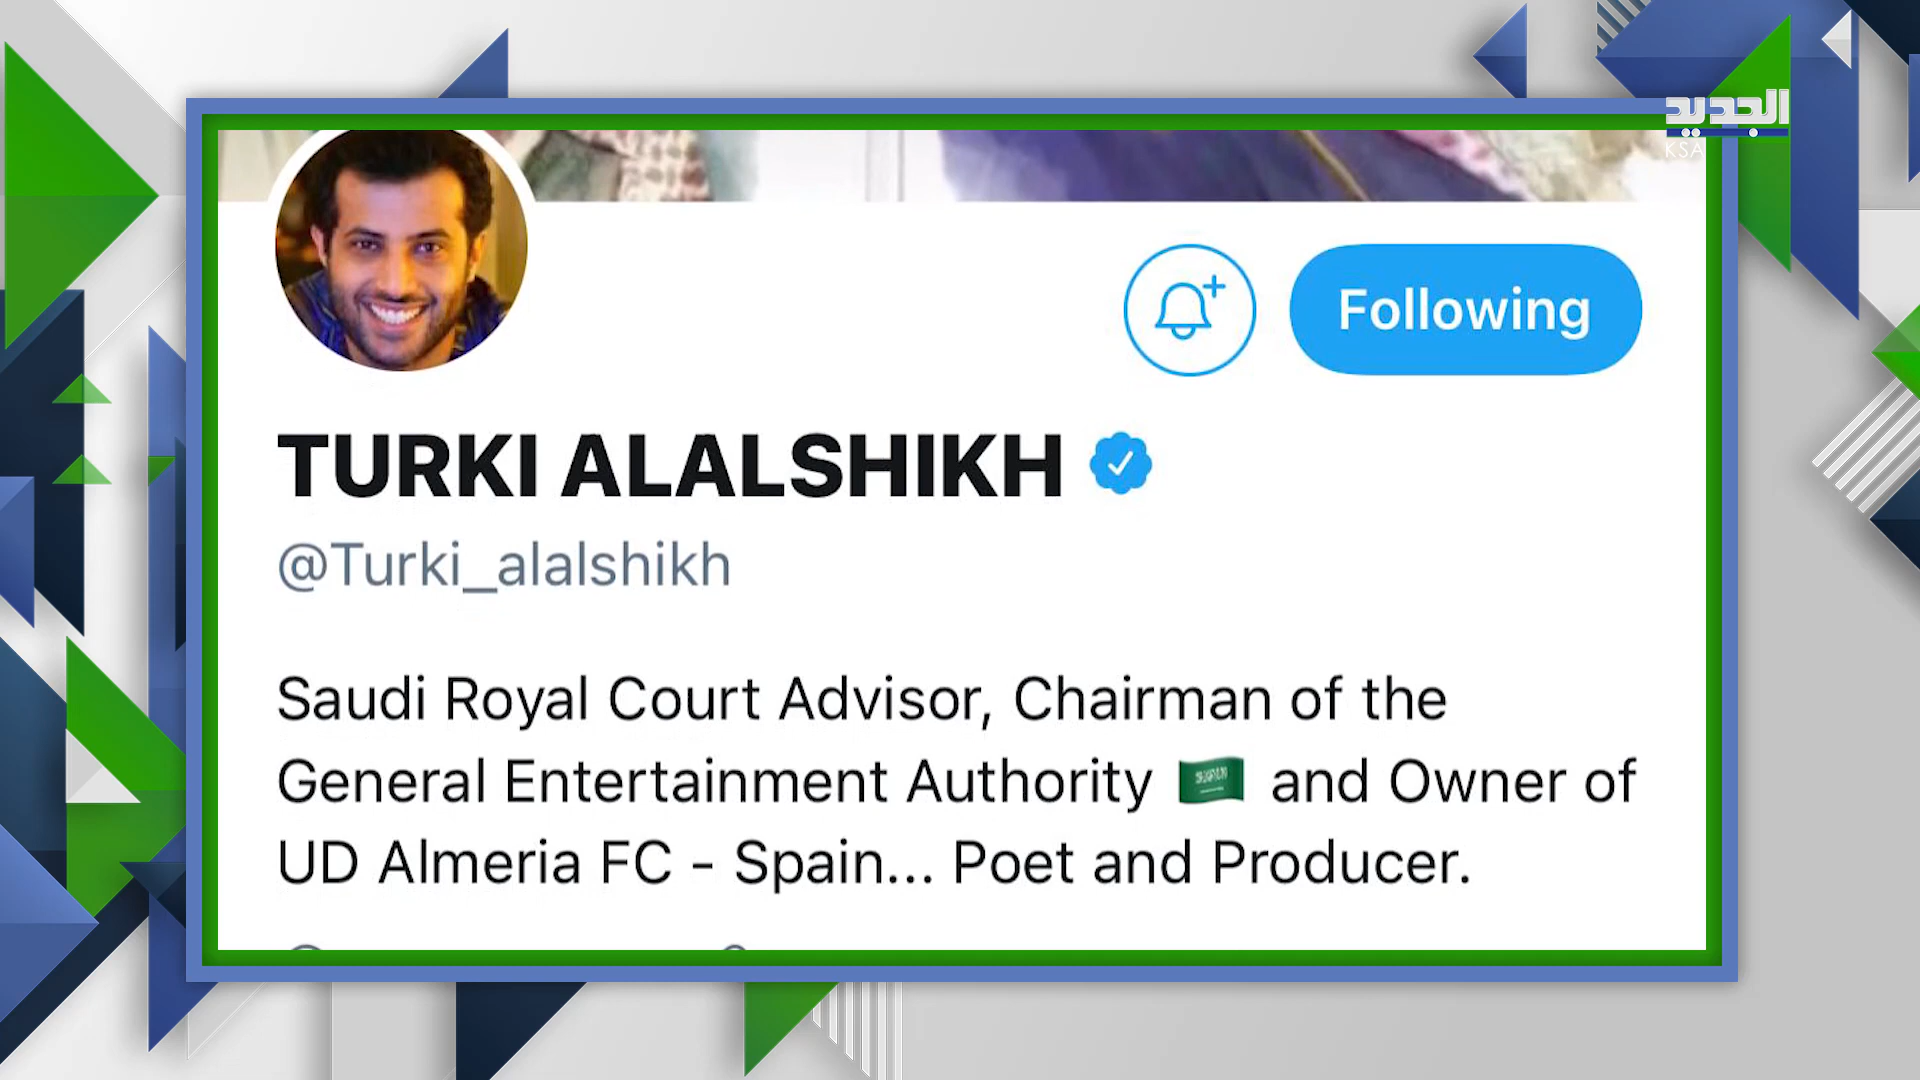 الجديد
KSA
Following
TURKI ALALSHIKH
@Turki_alalshikh
Saudi Royal Court Advisor, Chairman of the
General Entertainment Authority 🇸🇦 and Owner of
UD Almeria FC - Spain... Poet and Producer.